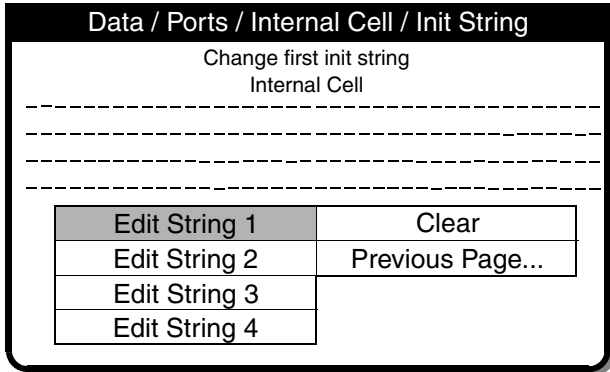 Data / Ports / Internal Cell / Init String
Change first init string
Internal Cell
Edit String 1 Clear
Edit String 2 Previous Page...
Edit String 3
Edit String 4